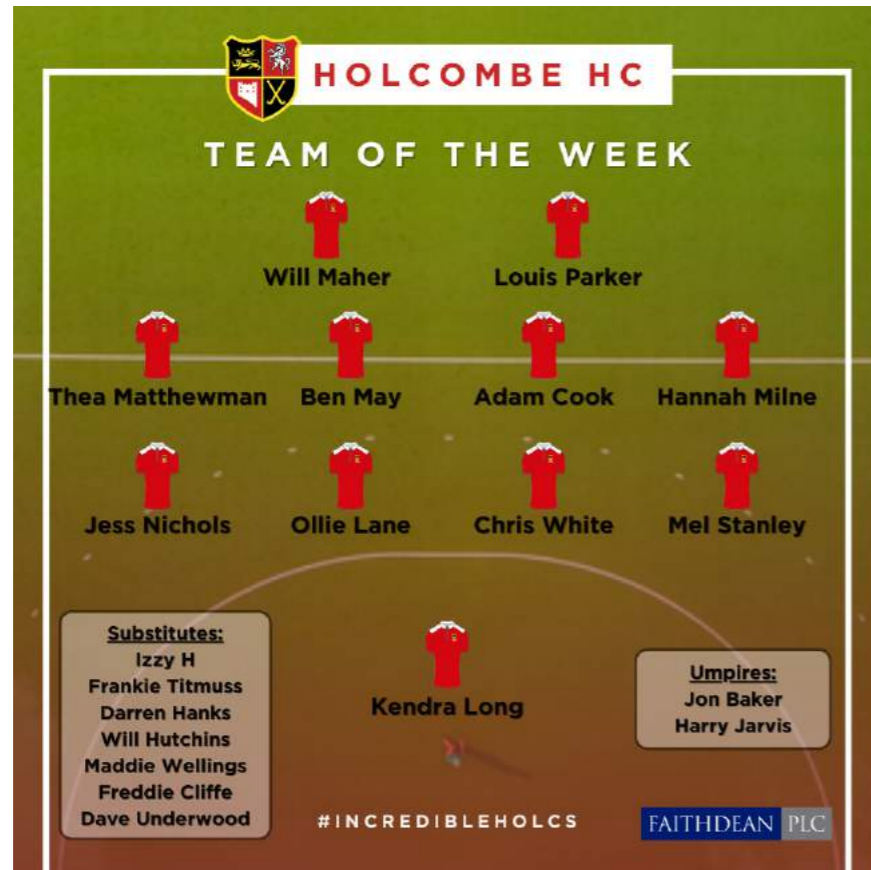 HOLCOMBE HC
TEAM OF THE WEEK
Will Maher
Louis Parker
Thea Matthewman
Ben May
Adam Cook
Hannah Milne
Jess Nichols
Ollie Lane
Chris White
Mel Stanley
Kendra Long
Substitutes:
Izzy H
Frankie Titmuss
Darren Hanks
Will Hutchins
Maddie Wellings
Freddie Cliffe
Dave Underwood
Umpires:
Jon Baker
Harry Jarvis
#INCREDIBLEHOLCS
FAITHDEAN PLC